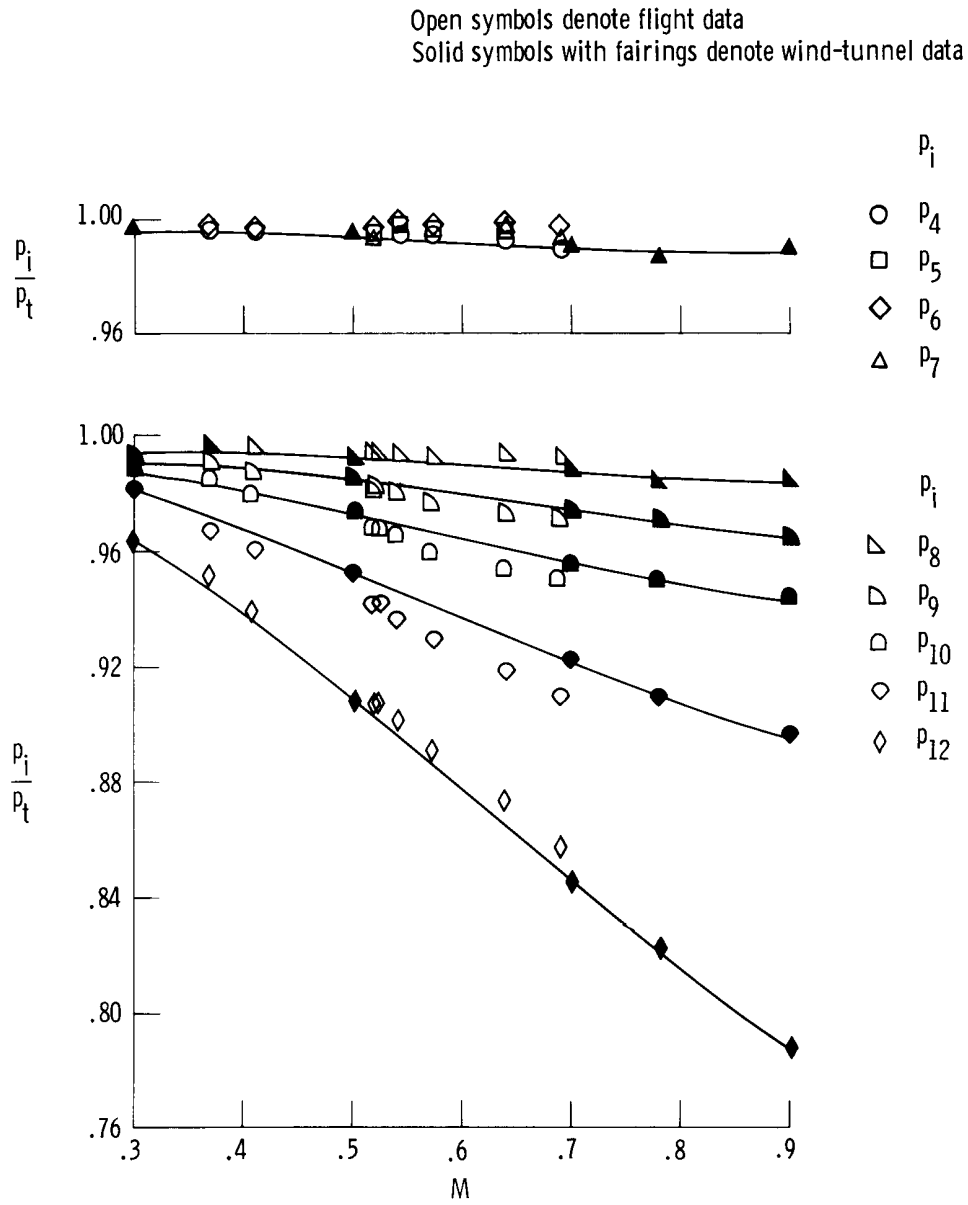 Open symbols denote flight data
Solid symbols with fairings denote wind-tunnel data
p_i
1.00
p_4
p_i
p_t
p_5
p_6
.96
p_7
1.00
p_i
.96
p_8
p_9
p_10
.92
p_11
p_12
p_i
p_t
.88
.84
.80
.76
.3 .4 .5 .6 .7 .8 .9
M